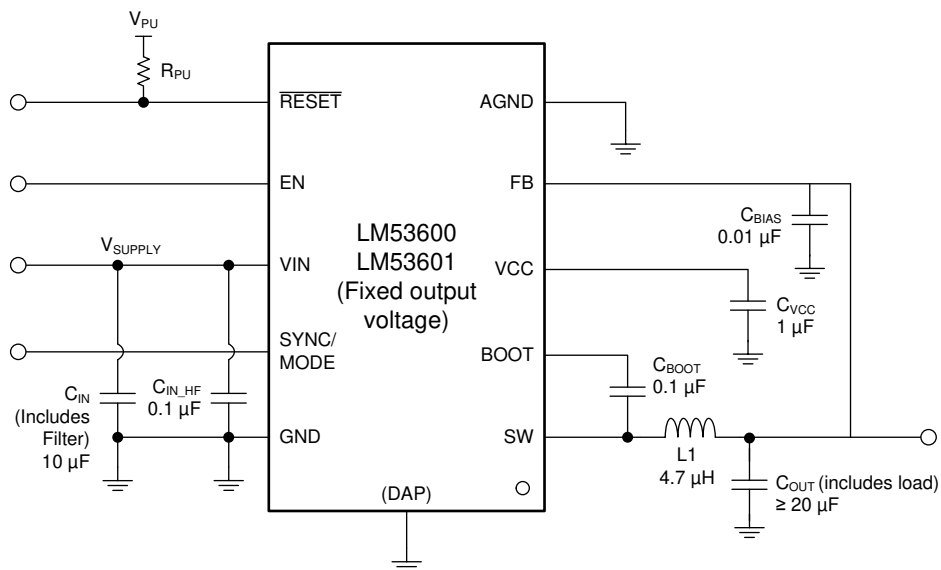 VPU
RPU
RESET
AGND
EN
FB
CBIAS
0.01 µF
VSUPPLY
VIN
LM53600
LM53601
(Fixed output
voltage)
VCC
CVCC
1 µF
SYNC/
MODE
BOOT
CBOOT
0.1 µF
CIN
(Includes
Filter)
10 µF
CIN_HF
0.1 µF
GND
SW
L1
4.7 µH
(DAP)
COUT (includes load)
≥ 20 µF